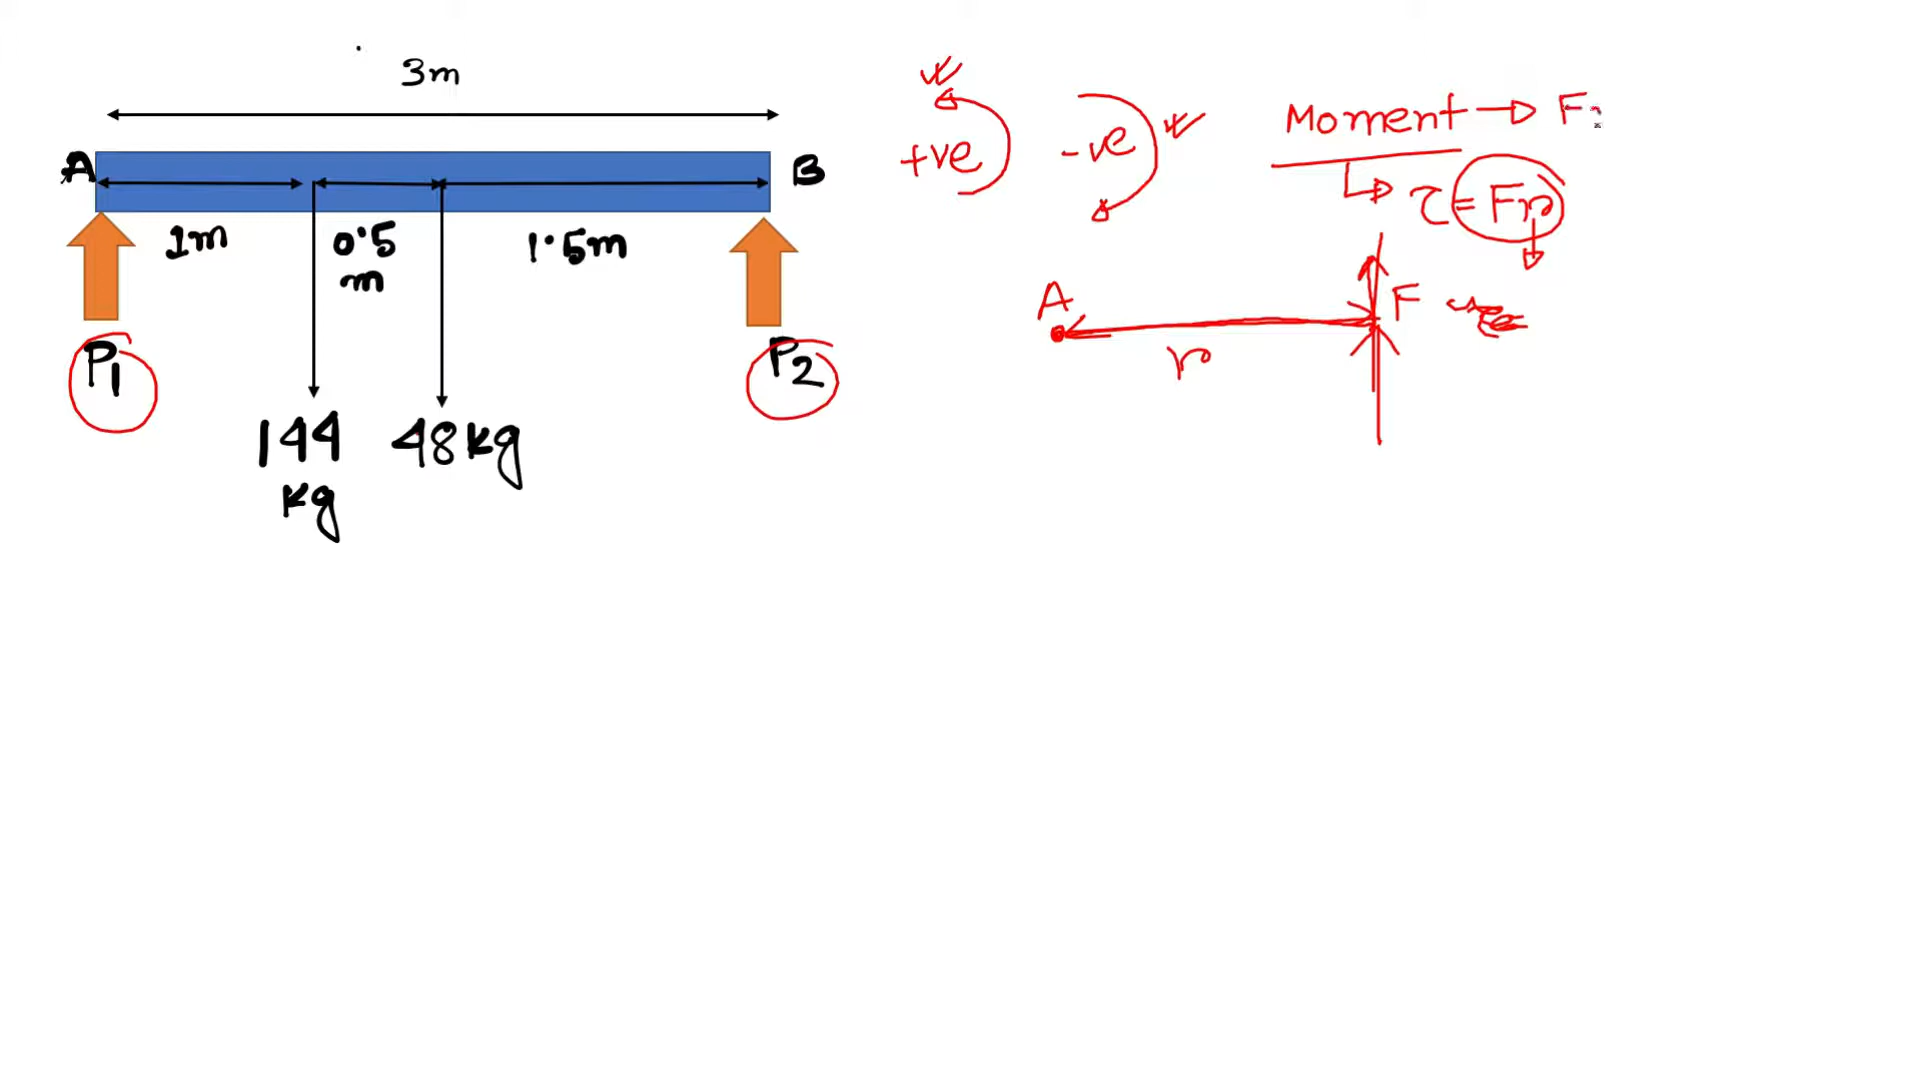 3m
A
B
1m
0.5
m
1.5m
P1
P2
144
kg
48kg
+ve
-ve
Moment → F
τ = Fr
A
F
r